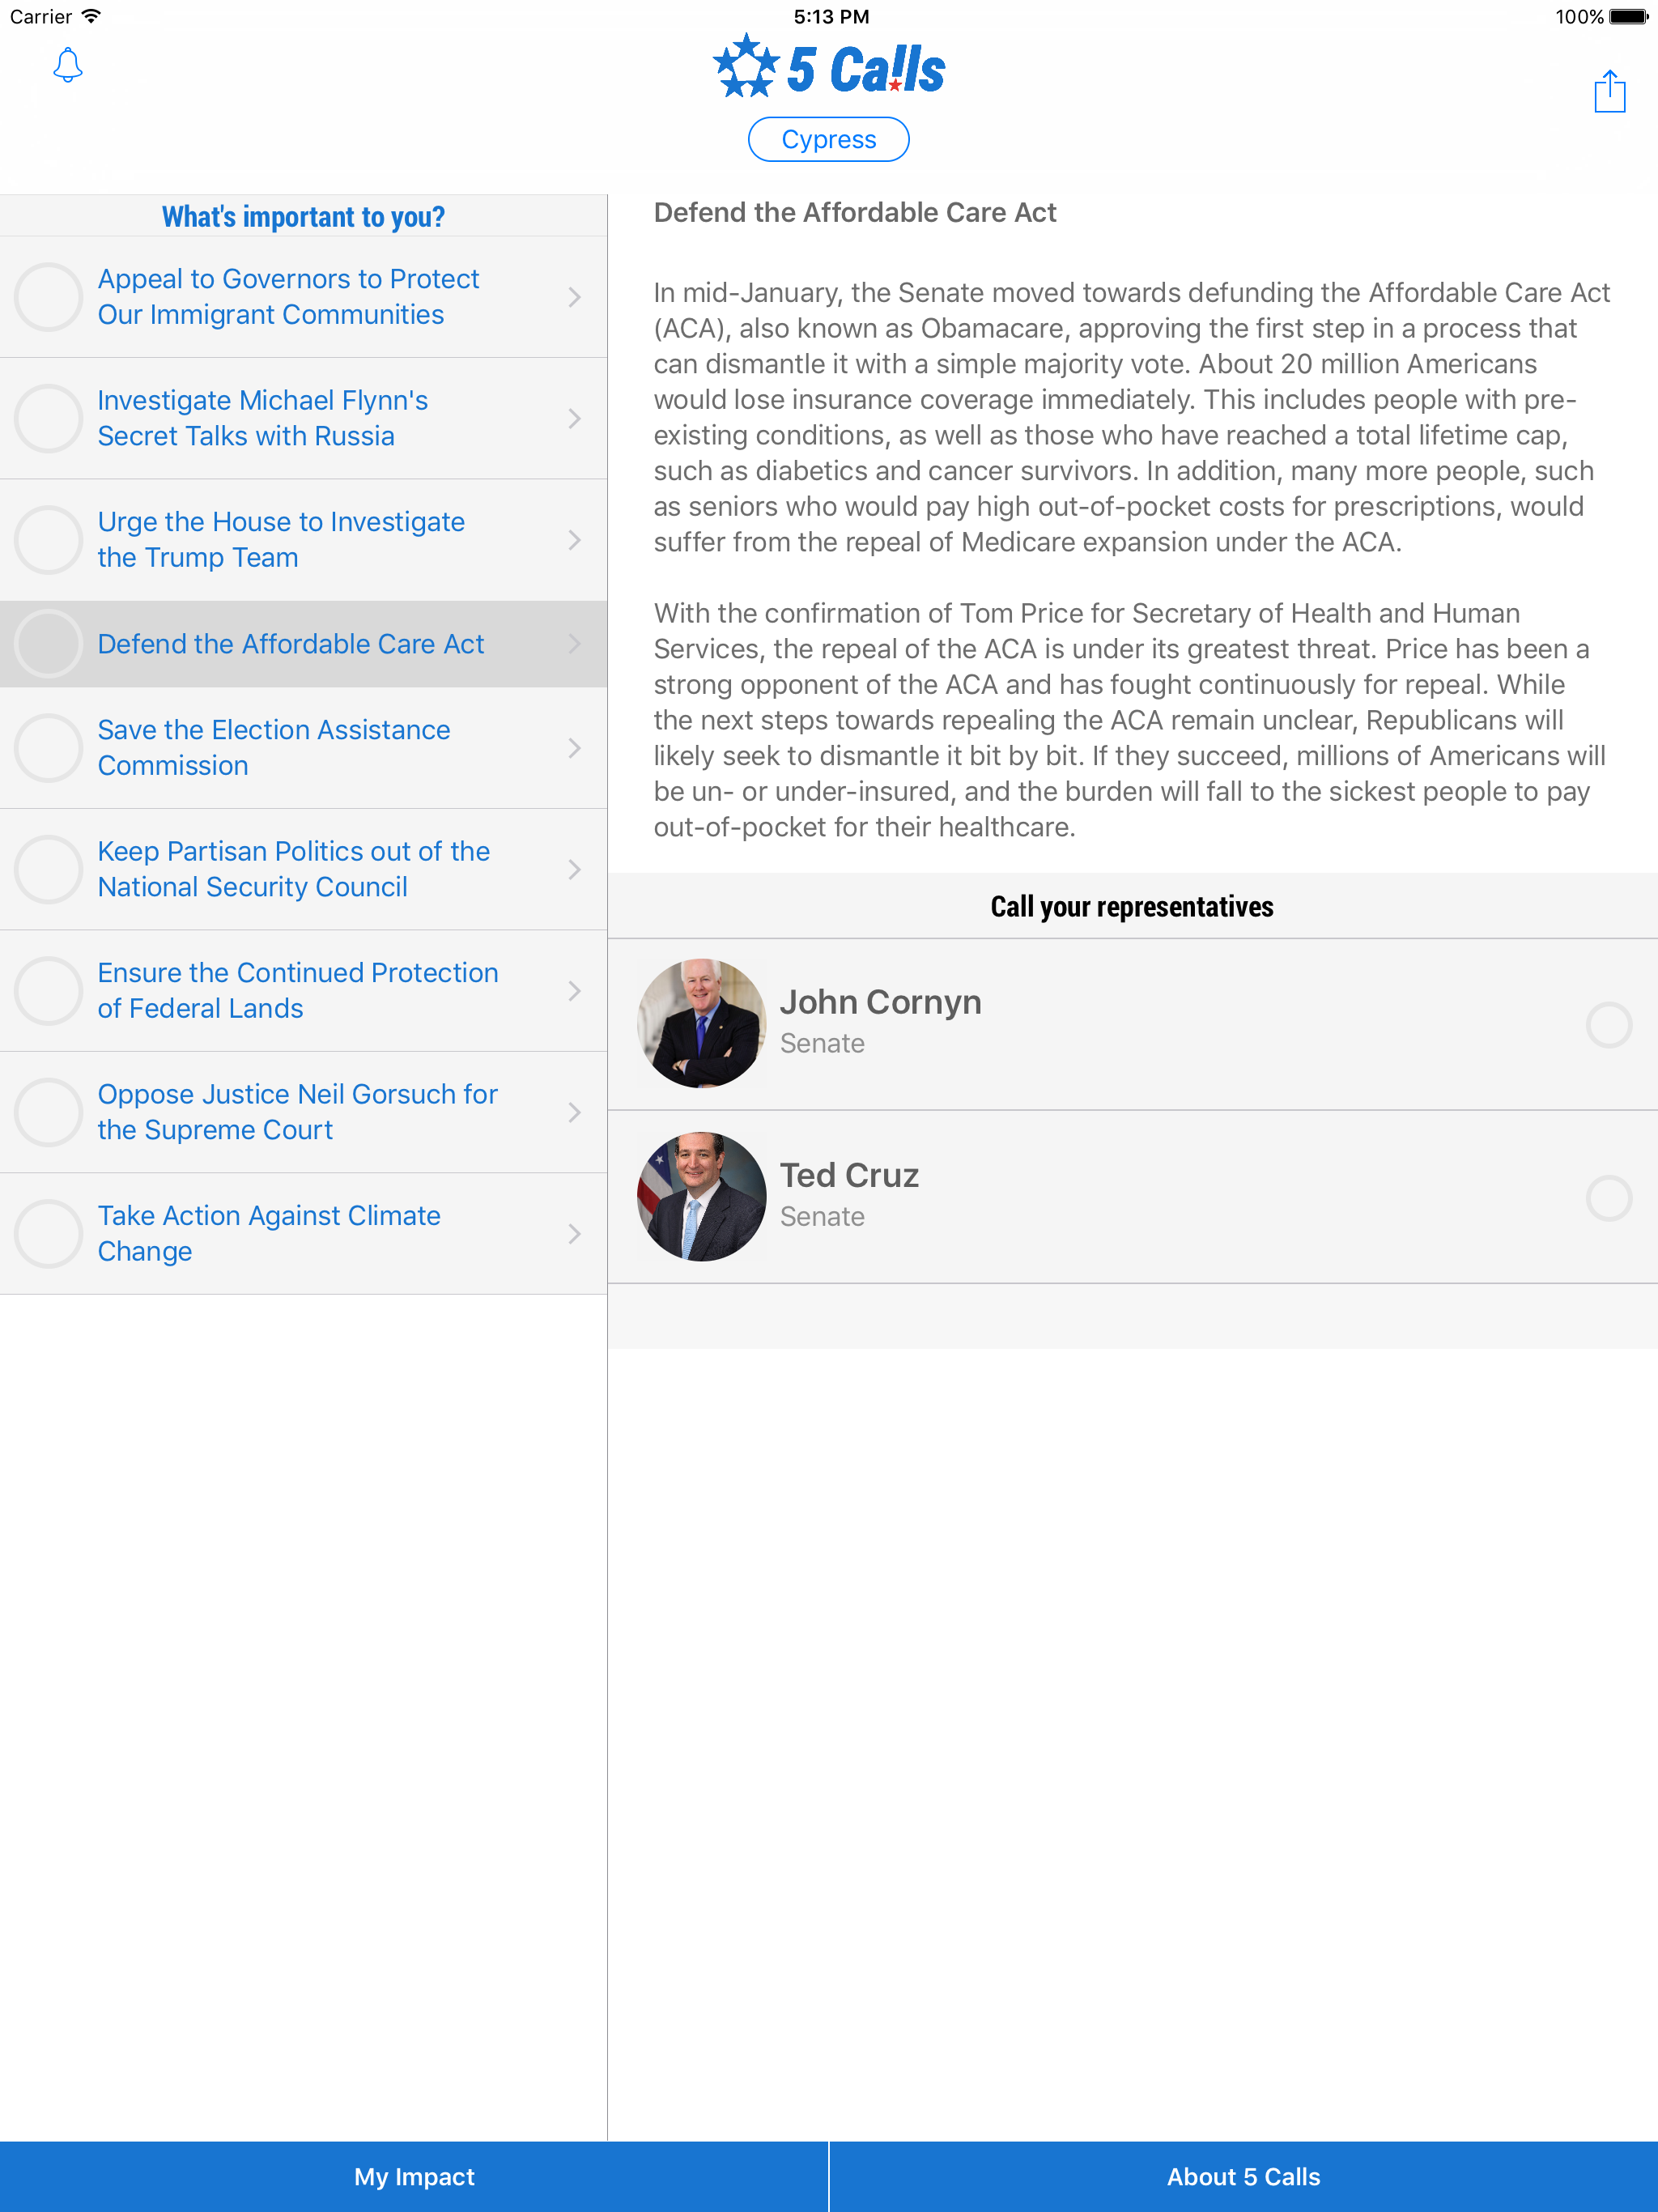 Carrier
5:13 PM
100%
5 Calls
Cypress
What's important to you?
Appeal to Governors to Protect
Our Immigrant Communities
Investigate Michael Flynn's
Secret Talks with Russia
Urge the House to Investigate
the Trump Team
Defend the Affordable Care Act
Save the Election Assistance
Commission
Keep Partisan Politics out of the
National Security Council
Ensure the Continued Protection
of Federal Lands
Oppose Justice Neil Gorsuch for
the Supreme Court
Take Action Against Climate
Change
Defend the Affordable Care Act
In mid-January, the Senate moved towards defunding the Affordable Care Act
(ACA), also known as Obamacare, approving the first step in a process that
can dismantle it with a simple majority vote. About 20 million Americans
would lose insurance coverage immediately. This includes people with pre-
existing conditions, as well as those who have reached a total lifetime cap,
such as diabetics and cancer survivors. In addition, many more people, such
as seniors who would pay high out-of-pocket costs for prescriptions, would
suffer from the repeal of Medicare expansion under the ACA.
With the confirmation of Tom Price for Secretary of Health and Human
Services, the repeal of the ACA is under its greatest threat. Price has been a
strong opponent of the ACA and has fought continuously for repeal. While
the next steps towards repealing the ACA remain unclear, Republicans will
likely seek to dismantle it bit by bit. If they succeed, millions of Americans will
be un- or under-insured, and the burden will fall to the sickest people to pay
out-of-pocket for their healthcare.
Call your representatives
John Cornyn
Senate
Ted Cruz
Senate
My Impact
About 5 Calls